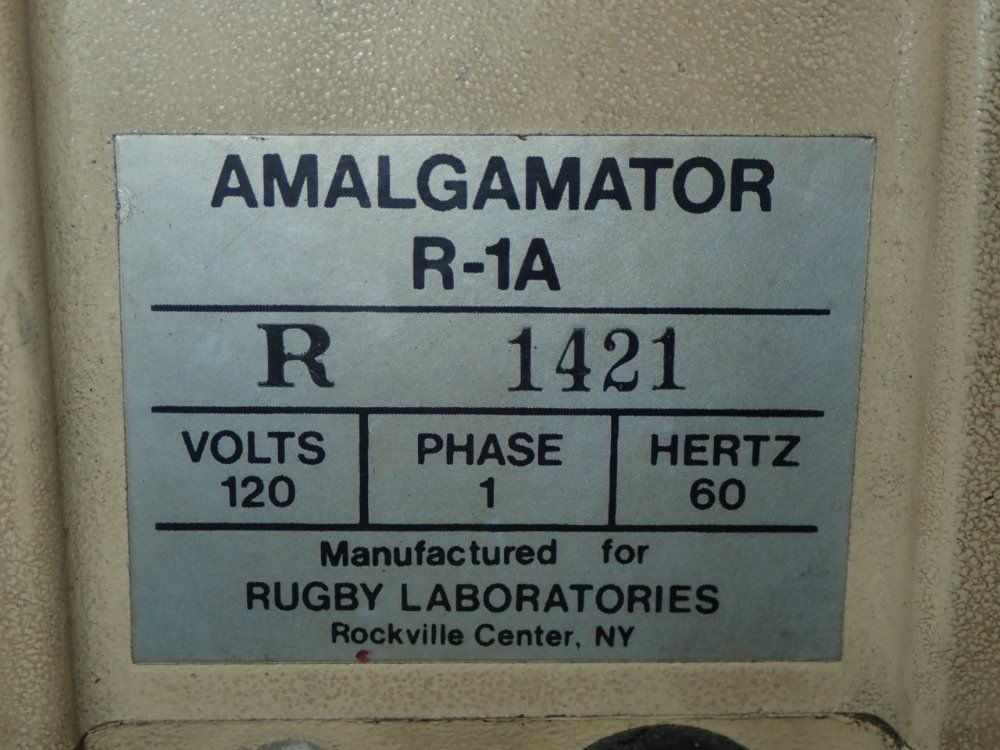 AMALGAMATOR
R-1A
R 1421
VOLTS PHASE HERTZ
120 1 60
Manufactured for
RUGBY LABORATORIES
Rockville Center, NY